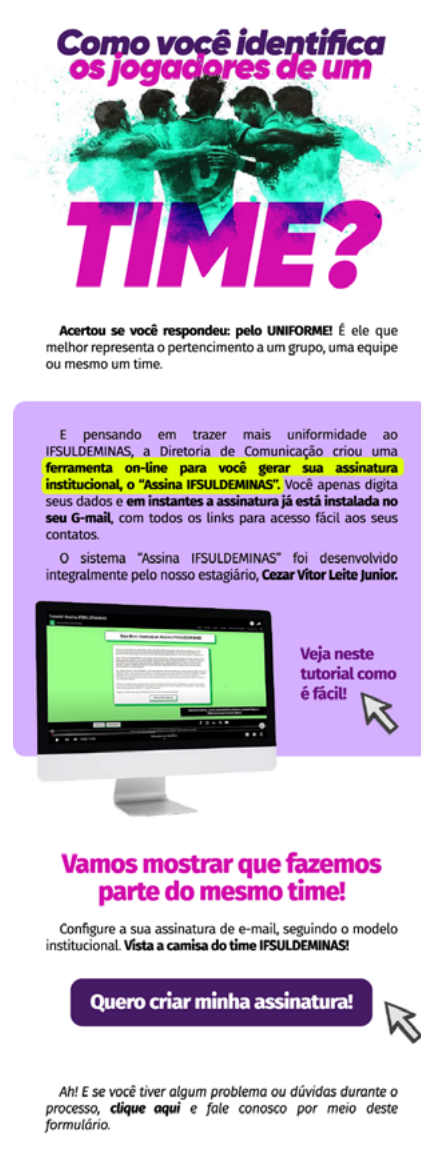 Como você identifica
os jogadores de um
TIME?
Acertou se você respondeu: pelo UNIFORME! É ele que
melhor representa o pertencimento a um grupo, uma equipe
ou mesmo um time.
E pensando em trazer mais uniformidade ao
IFSULDEMINAS, a Diretoria de Comunicação criou uma
ferramenta on-line para você gerar sua assinatura
institucional, o “Assina IFSULDEMINAS”. Você apenas digita
seus dados e em instantes a assinatura já está instalada no
seu G-mail, com todos os links para acesso fácil aos seus
contatos.
O sistema “Assina IFSULDEMINAS” foi desenvolvido
integralmente pelo nosso estagiário, Cezar Vitor Leite Junior.
Veja neste
tutorial como
é fácil!
Vamos mostrar que fazemos
parte do mesmo time!
Configure a sua assinatura de e-mail, seguindo o modelo
institucional. Vista a camisa do time IFSULDEMINAS!
Quero criar minha assinatura!
Ah! E se você tiver algum problema ou dúvidas durante o
processo, clique aqui e fale conosco por meio deste
formulário.